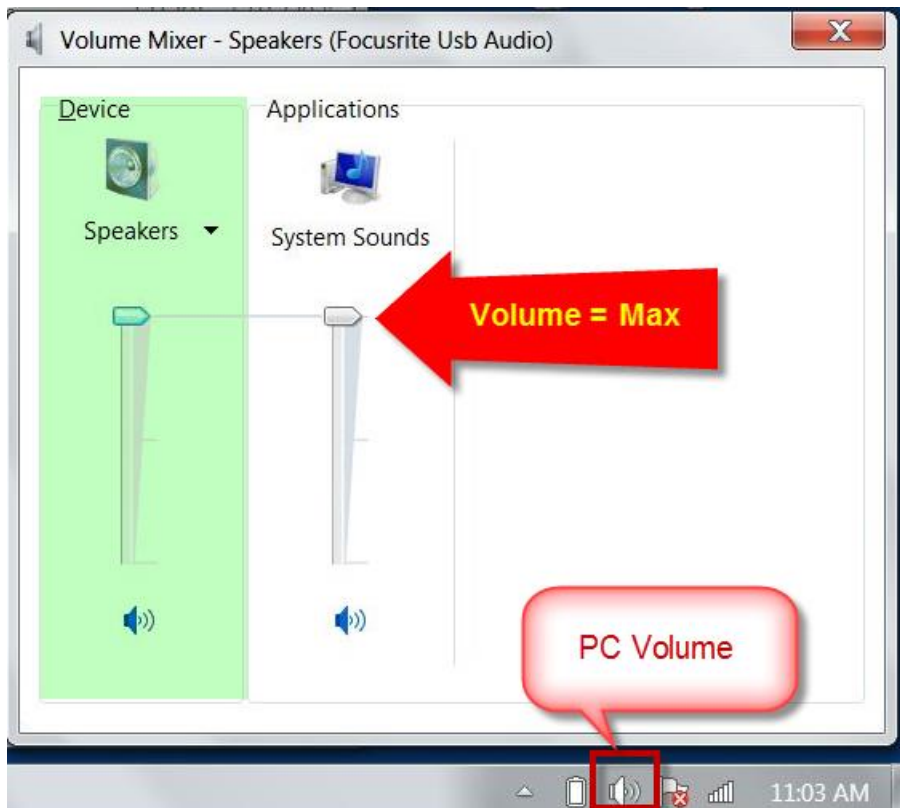 Volume Mixer - Speakers (Focusrite Usb Audio)
Device
Applications
Speakers
System Sounds
Volume = Max
PC Volume
11:03 AM